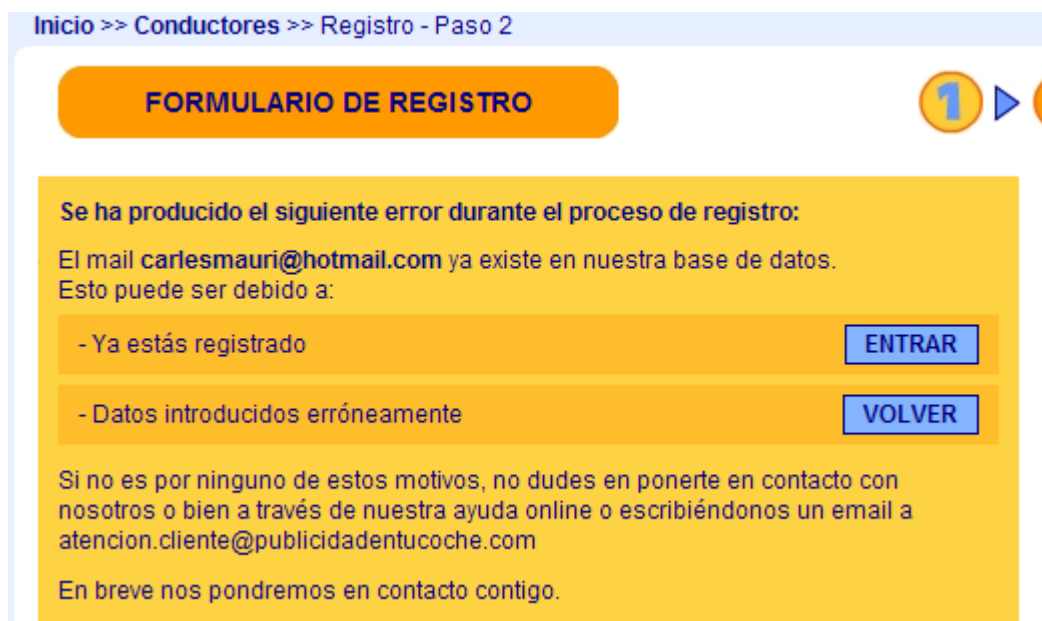 Inicio >> Conductores >> Registro - Paso 2
FORMULARIO DE REGISTRO
1
Se ha producido el siguiente error durante el proceso de registro:
El mail carlesmauri@hotmail.com ya existe en nuestra base de datos.
Esto puede ser debido a:
- Ya estás registrado
ENTRAR
- Datos introducidos erróneamente
VOLVER
Si no es por ninguno de estos motivos, no dudes en ponerte en contacto con
nosotros o bien a través de nuestra ayuda online o escribiéndonos un email a
atencion.cliente@publicidadentucoche.com
En breve nos pondremos en contacto contigo.